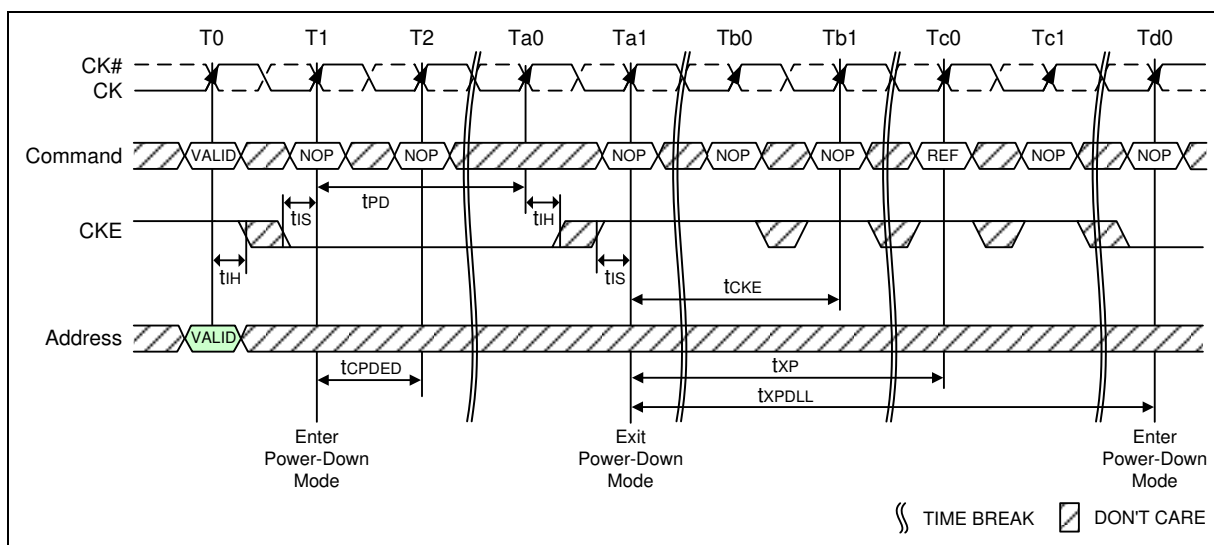 T0 T1 T2 Ta0 Ta1 Tb0 Tb1 Tc0 Tc1 Td0
CK#
CK
Command VALID NOP NOP NOP NOP NOP REF NOP NOP
tIS tPD tIH
CKE
tIH tIS
tCKE
Address VALID
tCPDED tXP
tXPDLL
Enter Power-Down Mode
Exit Power-Down Mode
Enter Power-Down Mode
TIME BREAK DON'T CARE